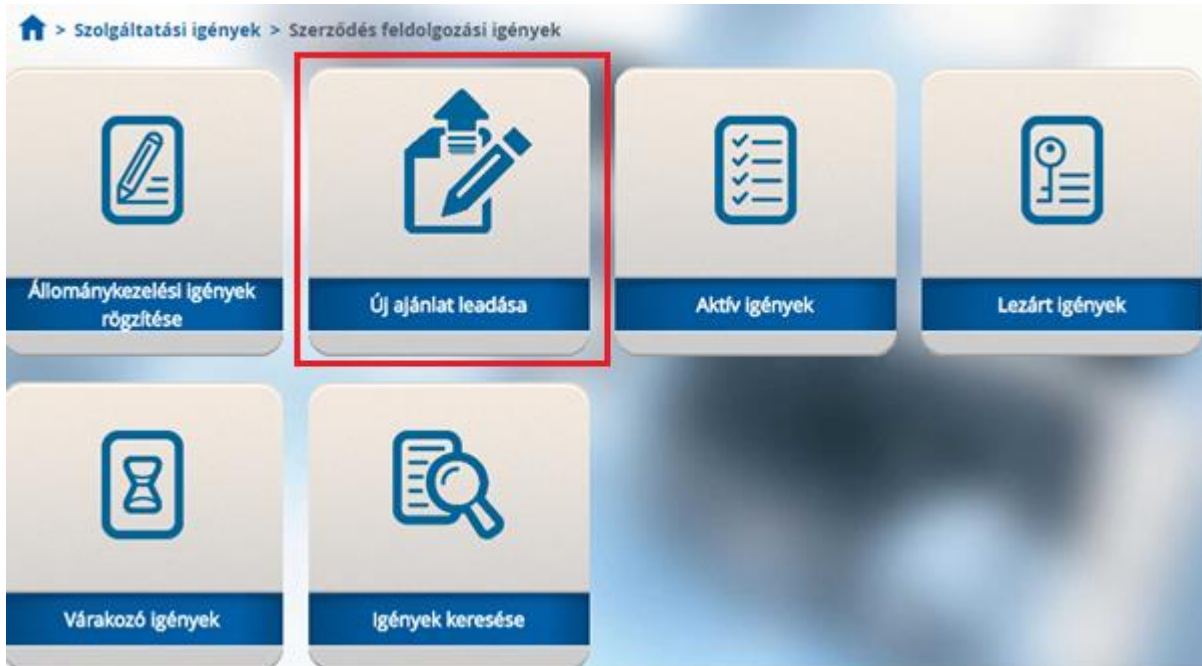 > Szolgáltatási igények > Szerződés feldolgozási igények
Állománykezelési igények
rögzítése
Új ajánlat leadása
Aktív igények
Lezárt igények
Várakozó igények
Igények keresése